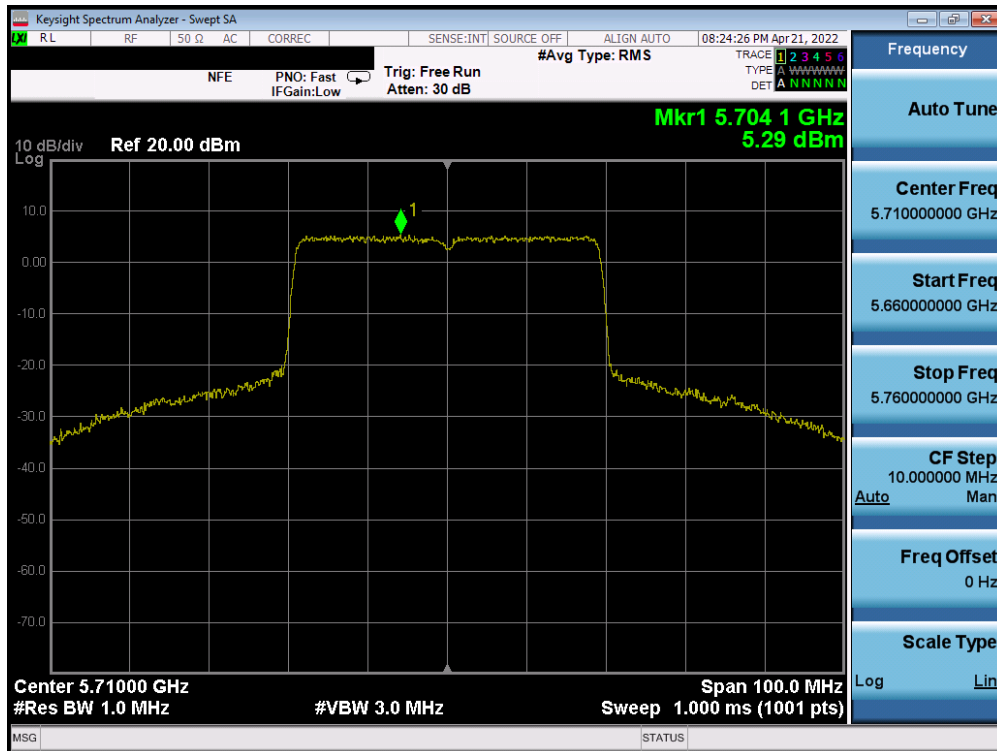 Keysight Spectrum Analyzer - Swept SA
LXI RL RF 50 Ω AC CORREC SENSE:INT SOURCE OFF ALIGN AUTO 08:24:26 PM Apr 21, 2022
#Avg Type: RMS
TRACE 1 2 3 4 5 6
TYPE A WWWWW
DET A N N N N N
NFE PNO: Fast Trig: Free Run
IFGain:Low Atten: 30 dB
Mkr1 5.704 1 GHz
5.29 dBm
10 dB/div Ref 20.00 dBm
Log
1
10.0
0.00
-10.0
-20.0
-30.0
-40.0
-50.0
-60.0
-70.0
Center 5.71000 GHz Span 100.0 MHz
#Res BW 1.0 MHz #VBW 3.0 MHz Sweep 1.000 ms (1001 pts)
MSG STATUS
Frequency
Auto Tune
Center Freq
5.710000000 GHz
Start Freq
5.660000000 GHz
Stop Freq
5.760000000 GHz
CF Step
10.000000 MHz
Auto Man
Freq Offset
0 Hz
Scale Type
Log Lin